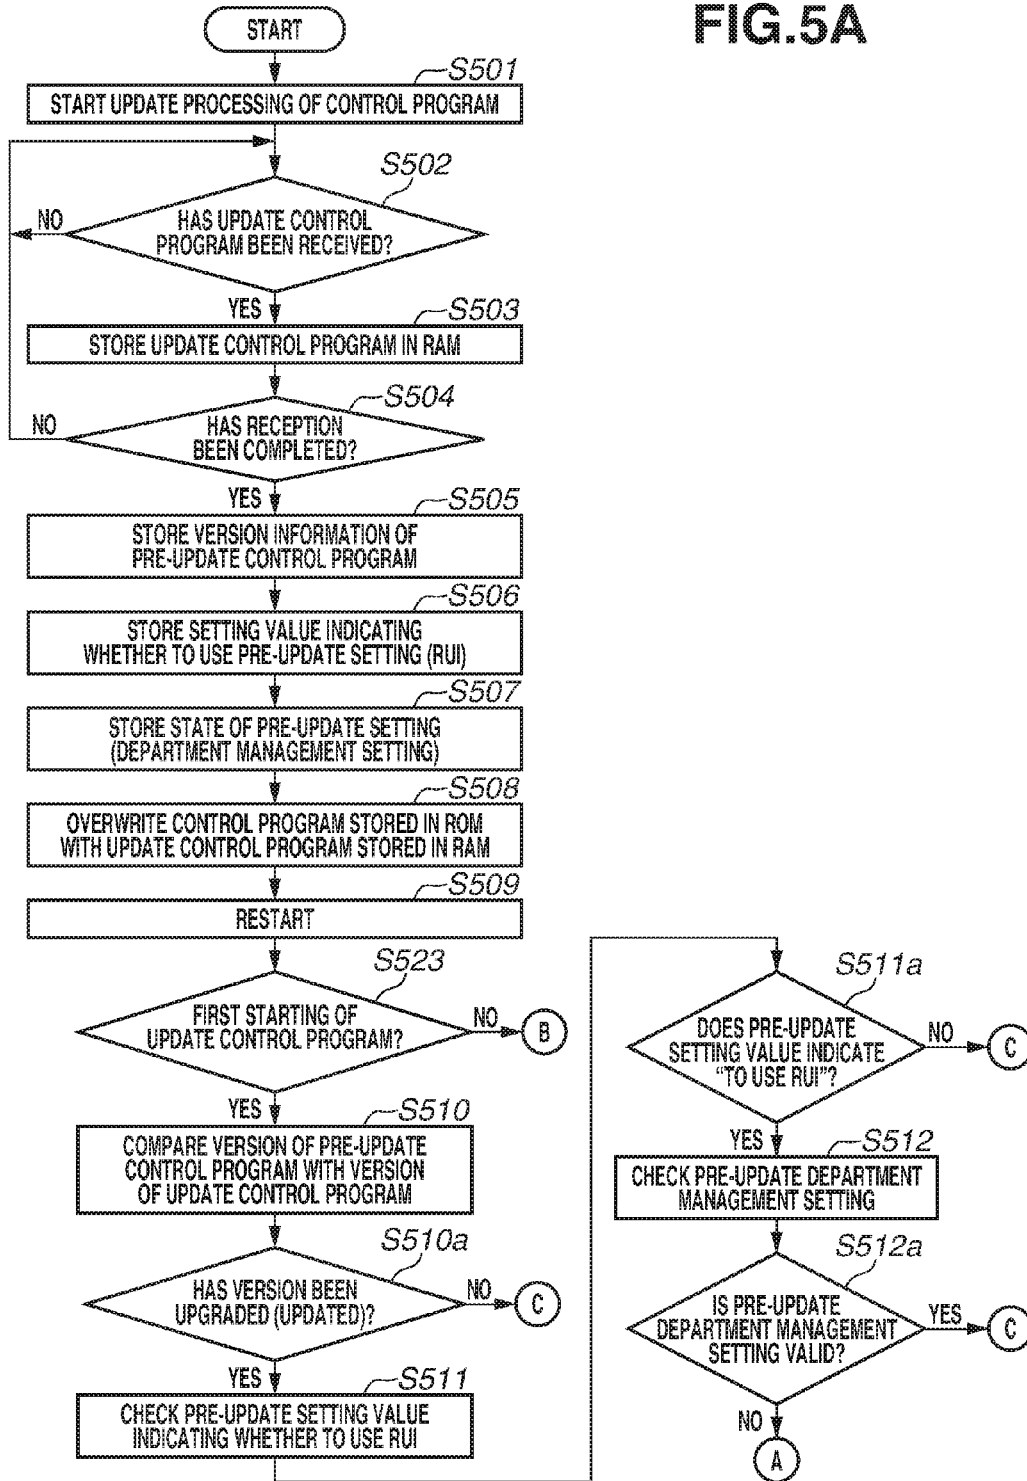 FIG.5A
START
S501
START UPDATE PROCESSING OF CONTROL PROGRAM
S502
HAS UPDATE CONTROL
PROGRAM BEEN RECEIVED?
NO
YES
S503
STORE UPDATE CONTROL PROGRAM IN RAM
S504
HAS RECEPTION
BEEN COMPLETED?
NO
YES
S505
STORE VERSION INFORMATION OF
PRE-UPDATE CONTROL PROGRAM
S506
STORE SETTING VALUE INDICATING
WHETHER TO USE PRE-UPDATE SETTING (RUI)
S507
STORE STATE OF PRE-UPDATE SETTING
(DEPARTMENT MANAGEMENT SETTING)
S508
OVERWRITE CONTROL PROGRAM STORED IN ROM
WITH UPDATE CONTROL PROGRAM STORED IN RAM
S509
RESTART
S523
FIRST STARTING OF
UPDATE CONTROL PROGRAM?
NO
B
YES
S510
COMPARE VERSION OF PRE-UPDATE
CONTROL PROGRAM WITH VERSION
OF UPDATE CONTROL PROGRAM
S510a
HAS VERSION BEEN
UPGRADED (UPDATED)?
NO
C
YES
S511
CHECK PRE-UPDATE SETTING VALUE
INDICATING WHETHER TO USE RUI
S511a
DOES PRE-UPDATE
SETTING VALUE INDICATE
"TO USE RUI"?
NO
C
YES
S512
CHECK PRE-UPDATE DEPARTMENT
MANAGEMENT SETTING
S512a
IS PRE-UPDATE
DEPARTMENT MANAGEMENT
SETTING VALID?
YES
C
NO
A